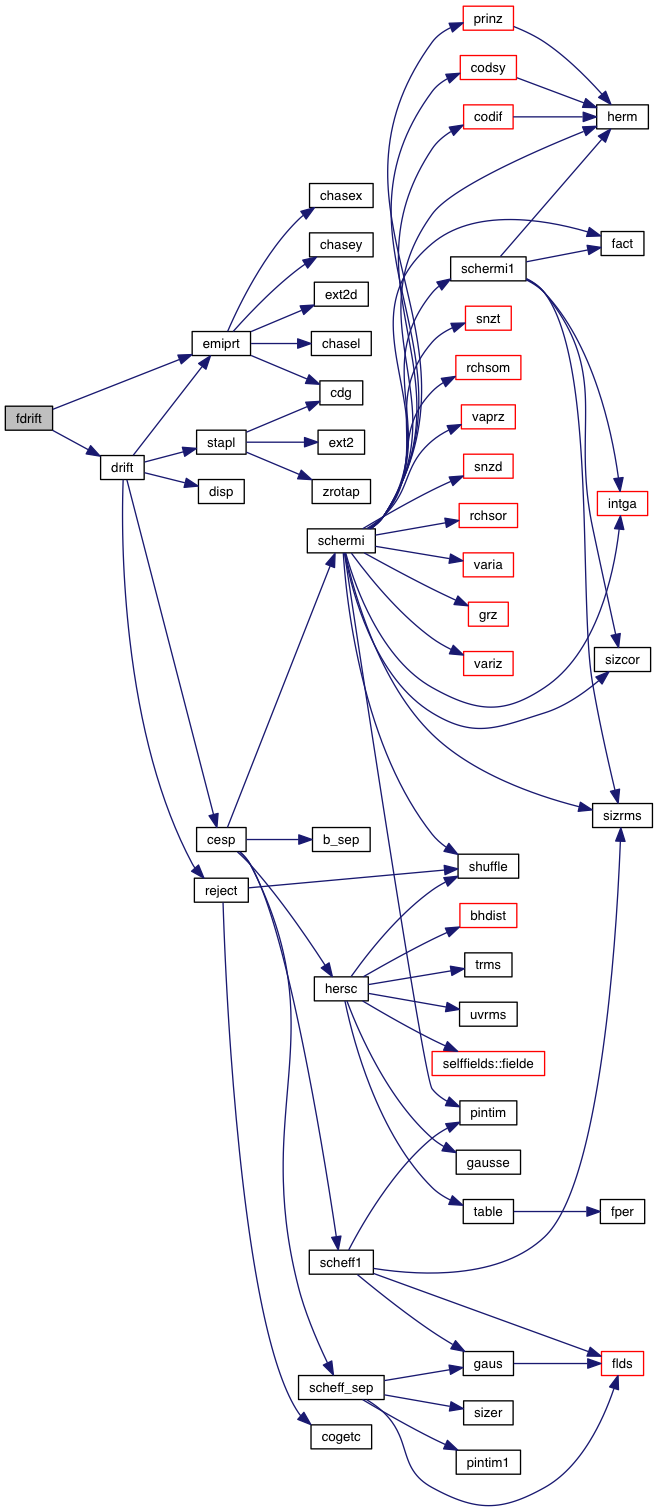 prinz
codsy
codif
herm
chasex
chasey
fact
schermi1
ext2d
snzt
emiprt
chasel
rchsom
cdg
fdrift
vaprz
stapl
ext2
drift
snzd
disp
zrotap
intga
rchsor
schermi
varia
grz
sizcor
variz
sizrms
cesp
b_sep
shuffle
reject
bhdist
trms
hersc
uvrms
selffields::fielde
pintim
gausse
table
fper
scheff1
gaus
flds
scheff_sep
sizer
cogetc
pintim1